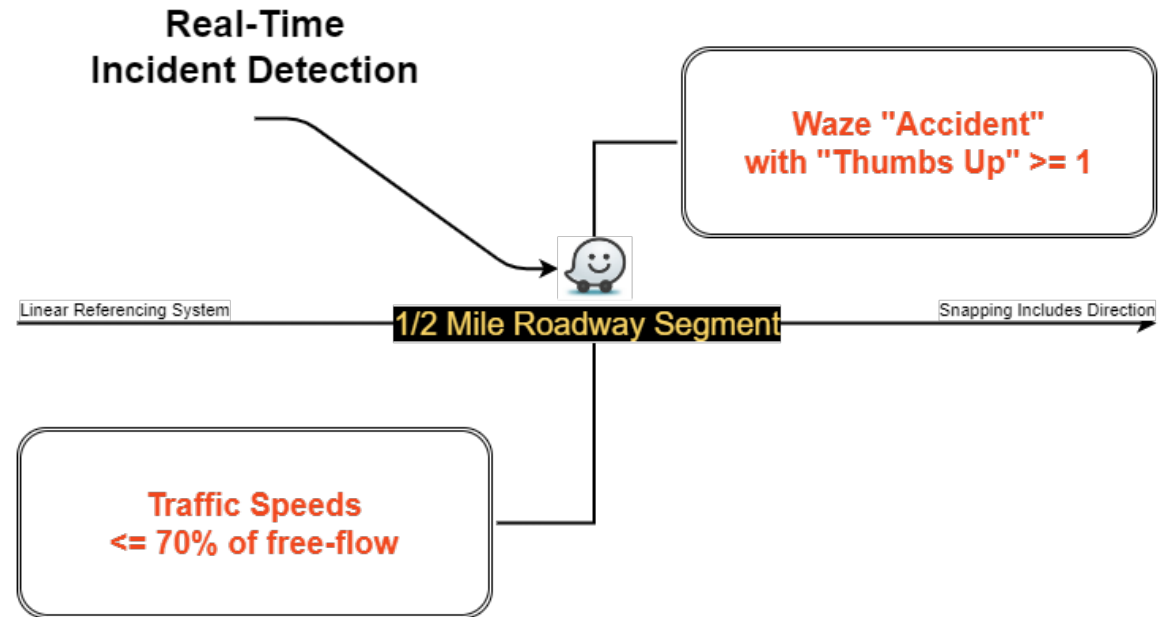 Real-Time
Incident Detection
Waze "Accident"
with "Thumbs Up" >= 1
Linear Referencing System
1/2 Mile Roadway Segment
Snapping Includes Direction
Traffic Speeds
<= 70% of free-flow